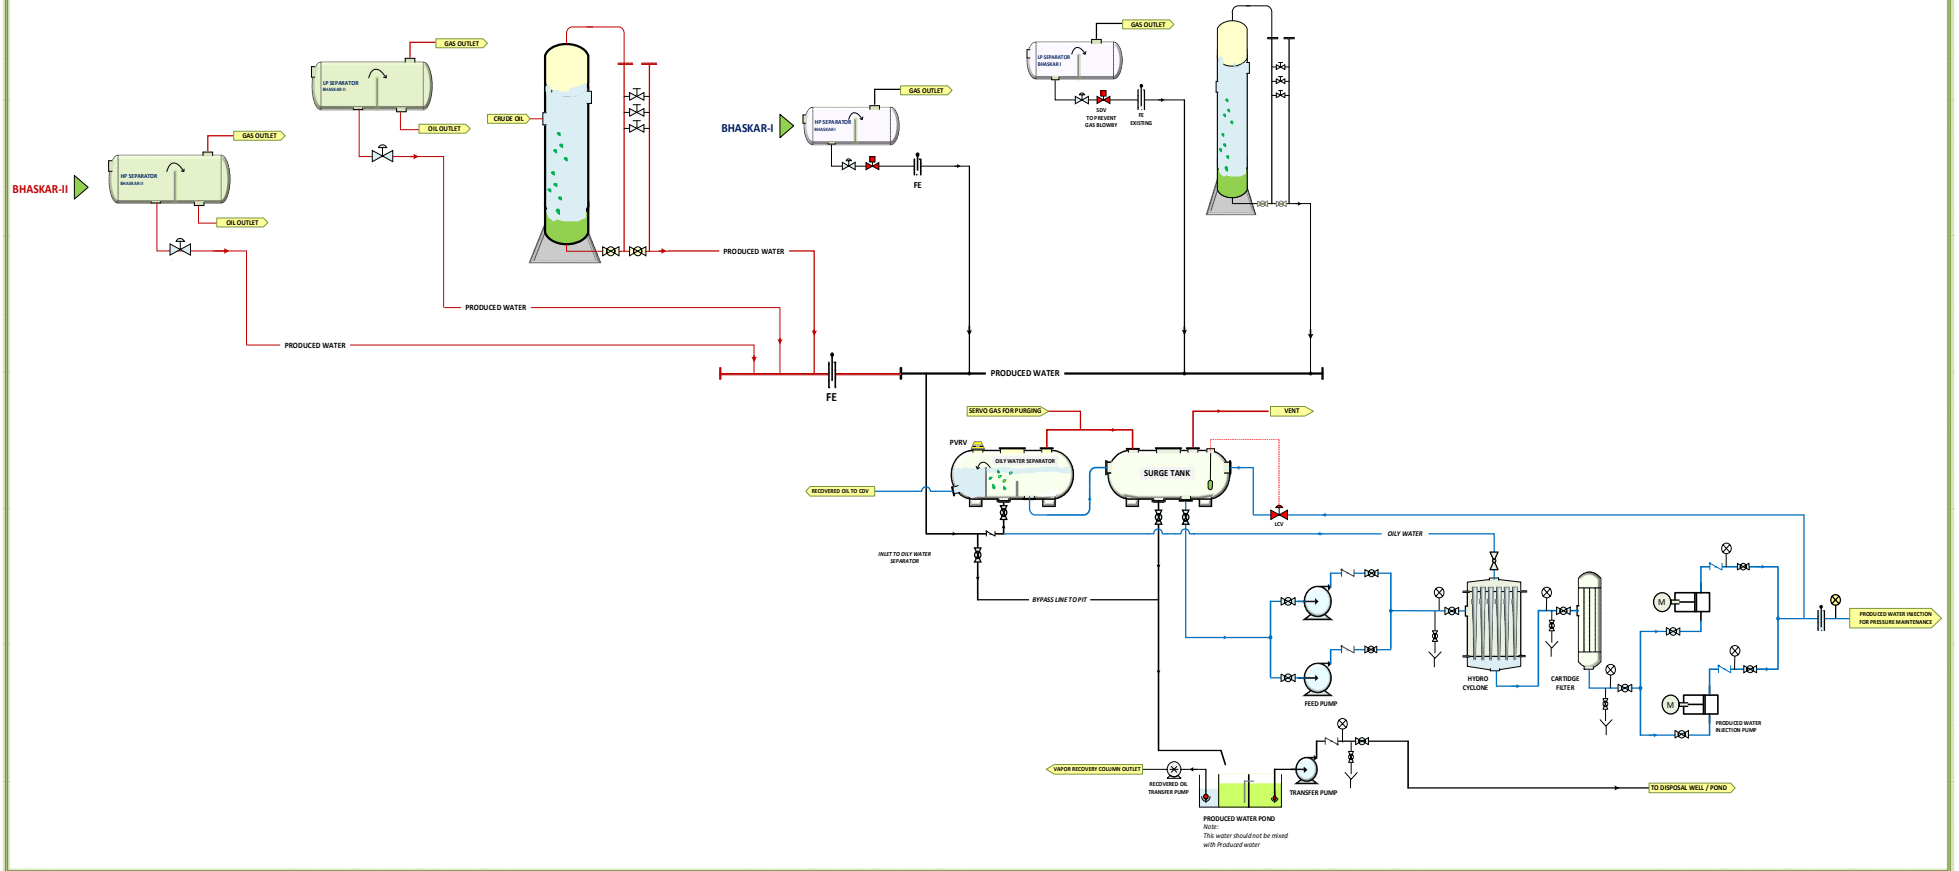 GAS OUTLET
GAS OUTLET
LP SEPARATOR
BHASKAR I
GAS OUTLET
LP SEPARATOR
BHASKAR II
GAS OUTLET
SDV
TO PREVENT
GAS BLOWBY
FE
EXISTING
CRUDE OIL
OIL OUTLET
BHASKAR-I
HP SEPARATOR
BHASKAR I
GAS OUTLET
FE
BHASKAR-II
HP SEPARATOR
BHASKAR II
OIL OUTLET
PRODUCED WATER
PRODUCED WATER
PRODUCED WATER
PRODUCED WATER
FE
SERVO GAS FOR PURGING
VENT
PVRV
OILY WATER SEPARATOR
SURGE TANK
RECOVERED OIL TO CDV
LCV
OILY WATER
INLET TO OILY WATER
SEPARATOR
BYPASS LINE TO PIT
M
PRODUCED WATER INJECTION
FOR PRESSURE MAINTENANCE
HYDRO
CYCLONE
CARTIDGE
FILTER
FEED PUMP
M
PRODUCED WATER
INJECTION PUMP
VAPOR RECOVERY COLUMN OUTLET
RECOVERED OIL
TRANSFER PUMP
TRANSFER PUMP
TO DISPOSAL WELL / POND
PRODUCED WATER POND
Note:
This water should not be mixed
with Produced water